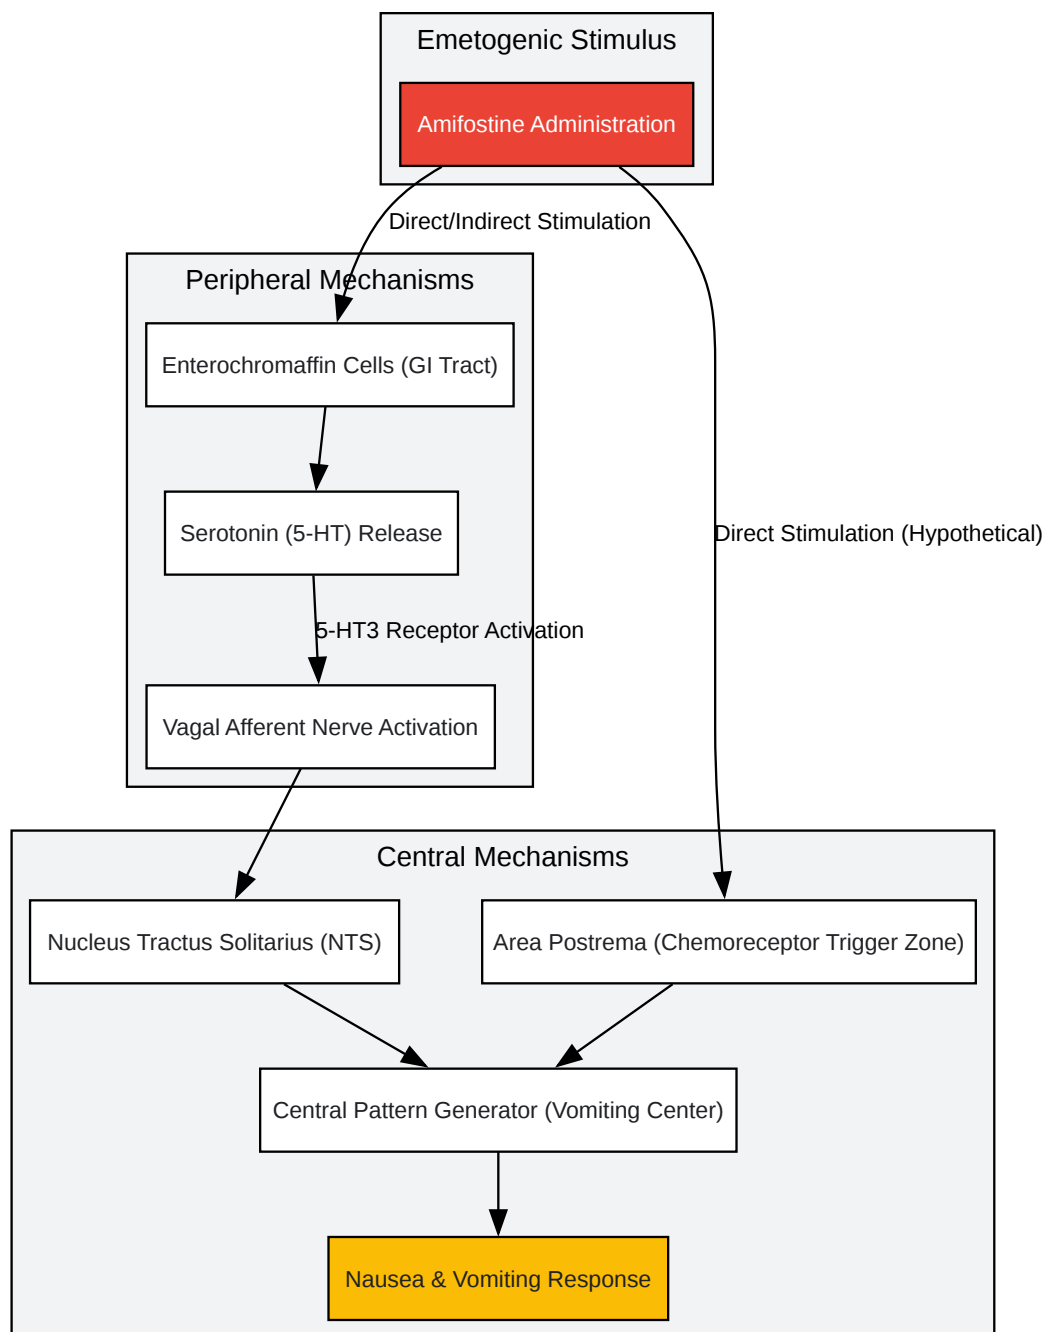 Emetogenic Stimulus
Amifostine Administration
Direct/Indirect Stimulation
Peripheral Mechanisms
Enterochromaffin Cells (GI Tract)
Serotonin (5-HT) Release
Direct Stimulation (Hypothetical)
5-HT3 Receptor Activation
Vagal Afferent Nerve Activation
Central Mechanisms
Nucleus Tractus Solitarius (NTS)
Area Postrema (Chemoreceptor Trigger Zone)
Central Pattern Generator (Vomiting Center)
Nausea & Vomiting Response